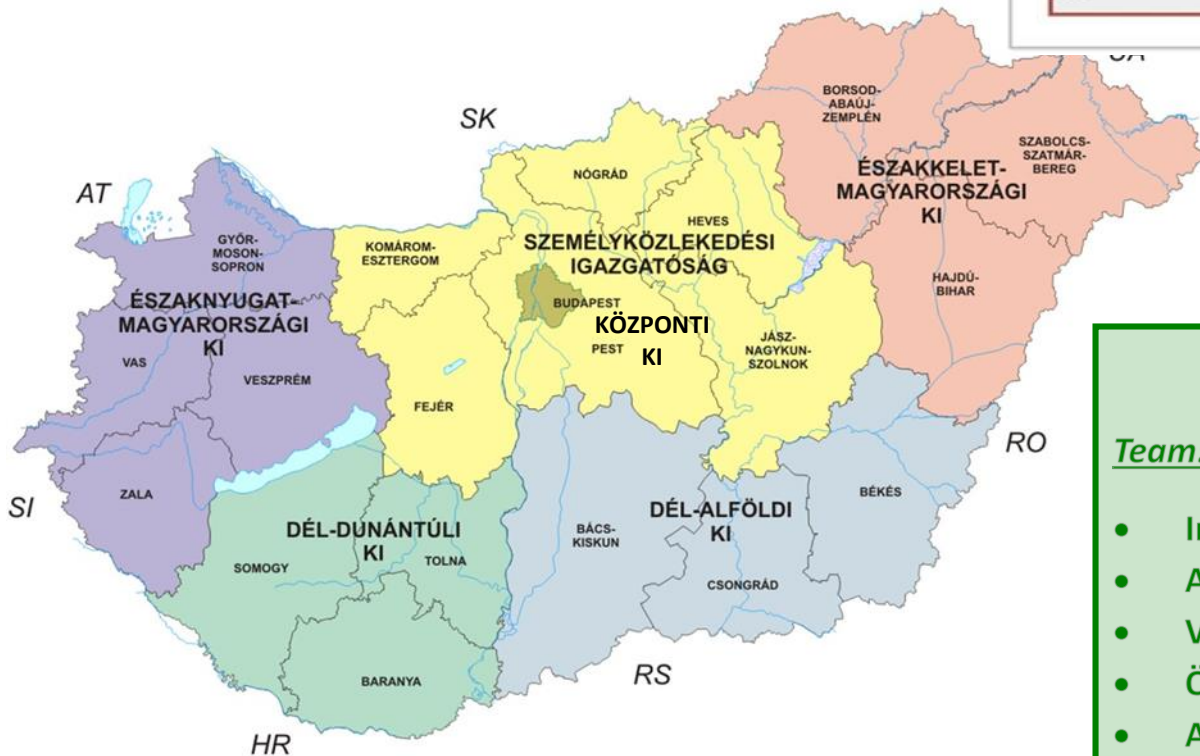 BORSOD-
ABAÚJ-
ZEMPLÉN
SK
SZABOLCS-
SZATMÁR-
BEREG
NÓGRÁD
ÉSZAKKELET-
MAGYARORSZÁGI
KI
AT
HEVES
GYŐR-
MOSON-
SOPRON
KOMÁROM-
ESZTERGOM
SZEMÉLYKÖZLEKEDÉSI
IGAZGATÓSÁG
HAJDÚ-
BIHAR
ÉSZAKNYUGAT-
MAGYARORSZÁGI
KI
BUDAPEST
KÖZPONTI
KI
PEST
JÁSZ-
NAGYKUN-
SZOLNOK
VAS
VESZPRÉM
FEJÉR
RO
Team
ZALA
BÉKÉS
SI
DÉL-DUNÁNTÚLI
KI
DÉL-ALFÖLDI
KI
BÁCS-
KISKUN
SOMOGY
TOLNA
CSONGRÁD
RS
BARANYA
HR